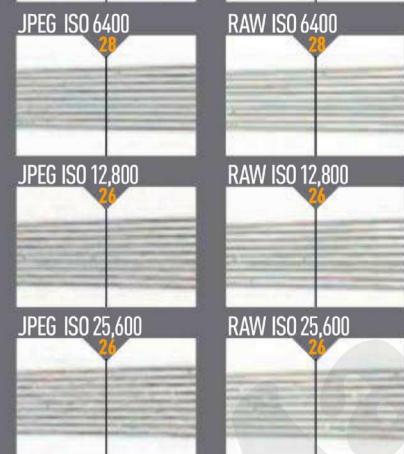 JPEG ISO 6400
28
RAW ISO 6400
28
JPEG ISO 12,800
26
RAW ISO 12,800
26
JPEG ISO 25,600
26
RAW ISO 25,600
26